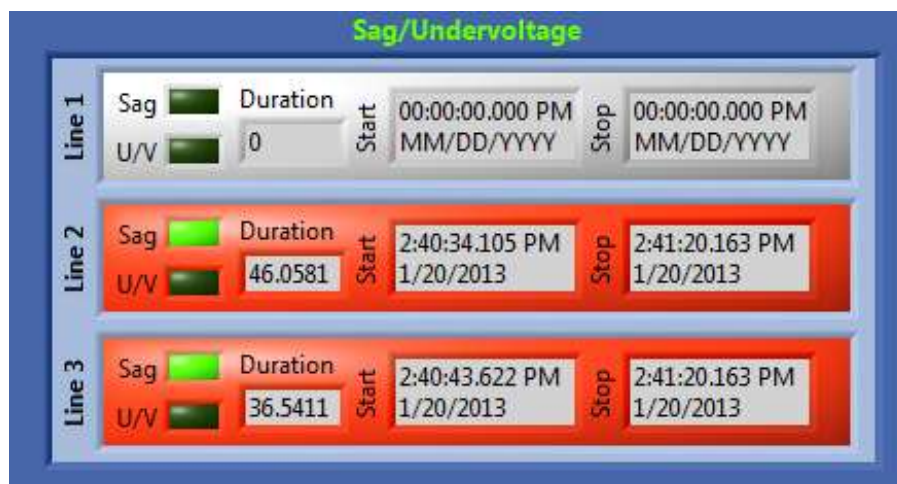 Sag/Undervoltage
Line 1
Sag
U/V
Duration
0
Start
00:00:00.000 PM
MM/DD/YYYY
Stop
00:00:00.000 PM
MM/DD/YYYY
Line 2
Sag
U/V
Duration
46.0581
Start
2:40:34.105 PM
1/20/2013
Stop
2:41:20.163 PM
1/20/2013
Line 3
Sag
U/V
Duration
36.5411
Start
2:40:43.622 PM
1/20/2013
Stop
2:41:20.163 PM
1/20/2013